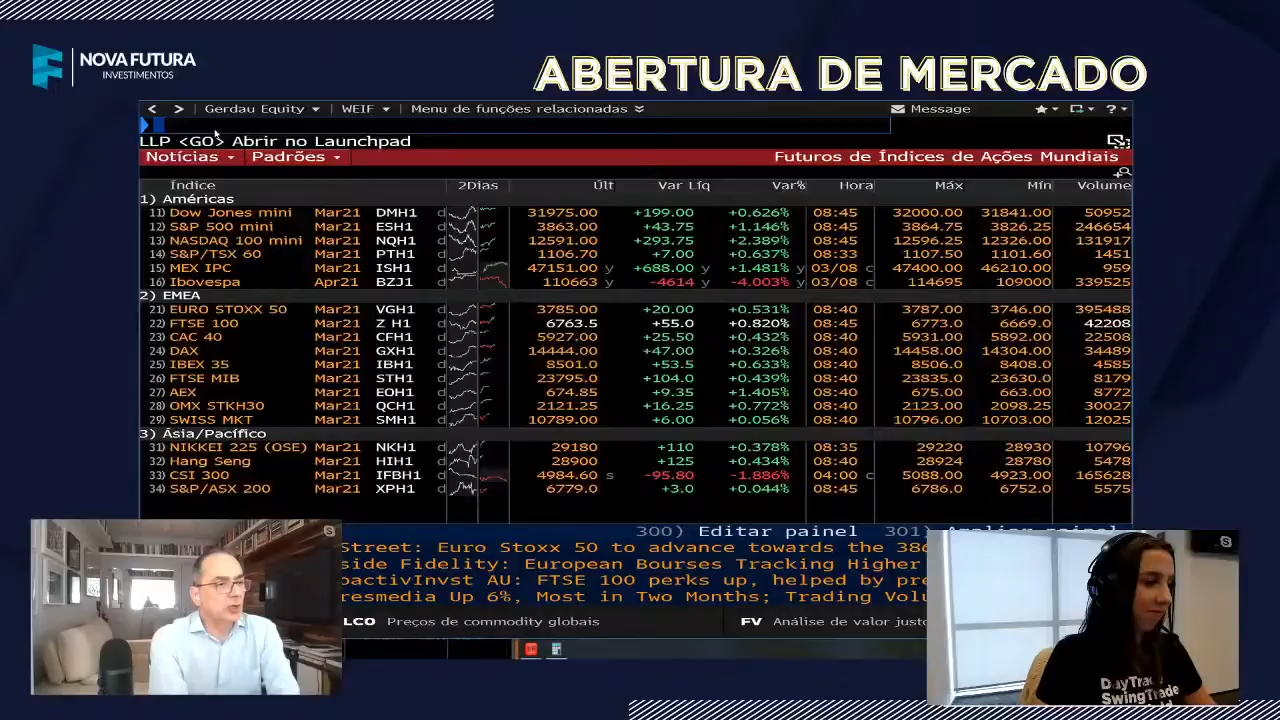 NOVA FUTURA
INVESTIMENTOS
ABERTURA DE MERCADO
< > Gerdau Equity WEIF Menu de funções relacionadas Message ?
LLP <GO> Abrir no Launchpad
Notícias Padrões Futuros de Índices de Ações Mundiais
Índice 2Dias Últ Var Líq Var% Hora Máx Mín Volume
1) Américas
11) Dow Jones mini Mar21 DMH1 d 31975.00 +199.00 +0.626% 08:45 32000.00 31841.00 50952
12) S&P 500 mini Mar21 ESH1 d 3863.00 +43.75 +1.146% 08:45 3864.75 3826.25 246654
13) NASDAQ 100 mini Mar21 NQH1 d 12591.00 +293.75 +2.389% 08:45 12596.25 12326.00 131917
14) S&P/TSX 60 Mar21 PTH1 d 1106.70 +7.00 +0.637% 08:33 1107.50 1101.60 1451
15) MEX IPC Mar21 ISH1 d 47151.00 y +688.00 y +1.481% y 03/08 c 47400.00 46210.00 959
16) Ibovespa Apr21 BZJ1 d 110663 y -4614 y -4.003% y 03/08 c 114695 109000 339525
2) EMEA
21) EURO STOXX 50 Mar21 VGH1 d 3785.00 +20.00 +0.531% 08:40 3787.00 3746.00 395488
22) FTSE 100 Mar21 Z H1 d 6763.5 +55.0 +0.820% 08:45 6773.0 6669.0 42208
23) CAC 40 Mar21 CFH1 d 5927.00 +25.50 +0.432% 08:40 5931.00 5892.00 22508
24) DAX Mar21 GXH1 d 14444.00 +47.00 +0.326% 08:40 14458.00 14304.00 34489
25) IBEX 35 Mar21 IBH1 d 8501.0 +53.5 +0.633% 08:40 8506.0 8408.0 4585
26) FTSE MIB Mar21 STH1 d 23795.0 +104.0 +0.439% 08:40 23835.0 23630.0 8179
27) AEX Mar21 EOH1 d 674.85 +9.35 +1.405% 08:40 675.00 663.00 8772
28) OMX STKH30 Mar21 QCH1 d 2121.25 +16.25 +0.772% 08:40 2123.00 2098.25 30027
29) SWISS MKT Mar21 SMH1 d 10789.00 +6.00 +0.056% 08:40 10796.00 10703.00 12025
3) Ásia/Pacífico
31) NIKKEI 225 (OSE) Mar21 NKH1 d 29180 +110 +0.378% 08:35 29220 28930 10796
32) Hang Seng Mar21 HIH1 d 28900 +125 +0.434% 08:45 28924 28780 5478
33) CSI 300 Mar21 IFBH1 d 4984.60 s -95.80 -1.886% 04:00 c 5088.00 4923.00 165628
34) S&P/ASX 200 Mar21 XPH1 d 6779.0 +3.0 +0.044% 08:45 6786.0 6752.0 5575
300) Editar painel 301) Ampliar painel
Street: Euro Stoxx 50 to advance towards the 386
side Fidelity: European Bourses Tracking Higher
oactivInvst AU: FTSE 100 perks up, helped by pre
resmedia Up 6%, Most in Two Months; Trading Volu
LCO Preços de commodity globais FV Análise de valor justo
DayTrade
SwingTrade